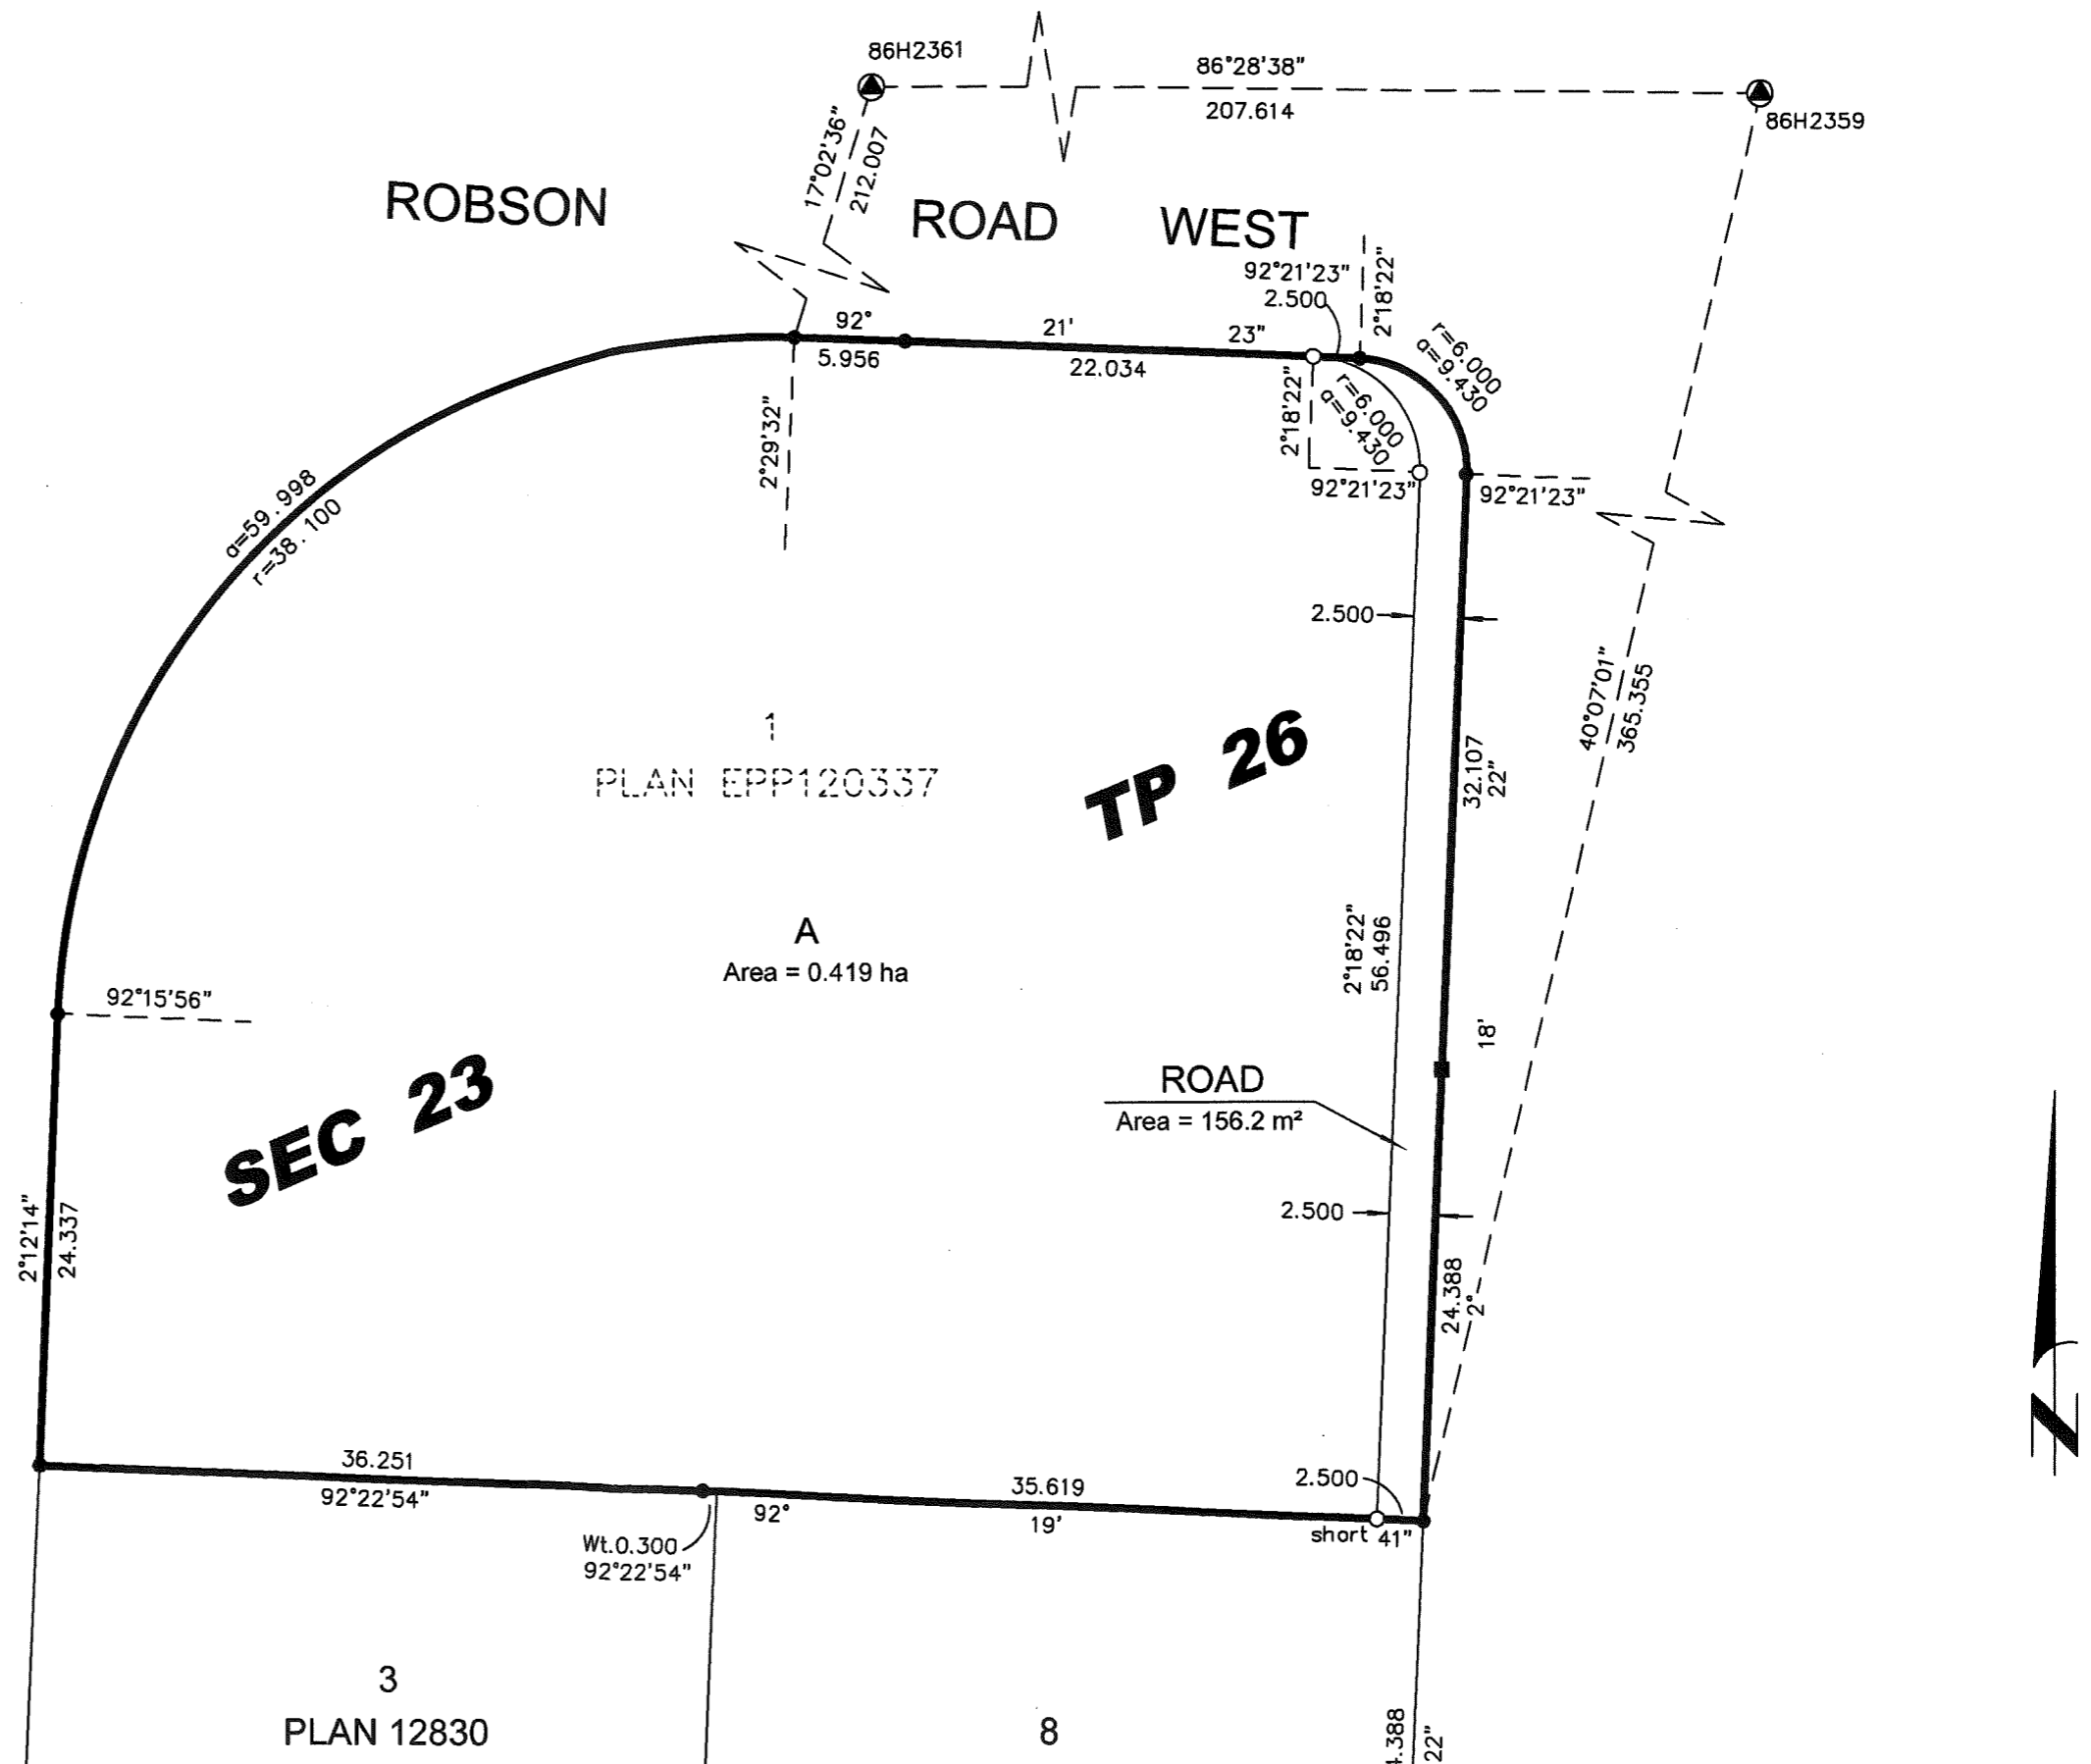 86H2361
86°28'38"
207.614
86H2359
17°02'36"
212.007
ROBSON ROAD WEST
92°21'23"
2.500
2°18'22"
92° 21' 23"
5.956
22.034
r=6.000
a=9.430
r=6.000
a=9.430
2°18'22"
2°29'32"
92°21'23"
92°21'23"
a=59.998
r=38.100
2.500
40°07'01"
365.355
1
PLAN EPP120337
TP 26
32.107
22"
A
Area = 0.419 ha
2°18'22"
56.496
92°15'56"
18'
ROAD
Area = 156.2 m²
SEC 23
2°12'14"
24.337
2.500
24.388
2°
36.251
92°22'54"
35.619
92° 19' 41"
2.500
short
Wt.0.300
92°22'54"
3
PLAN 12830
8
.388
22"
N